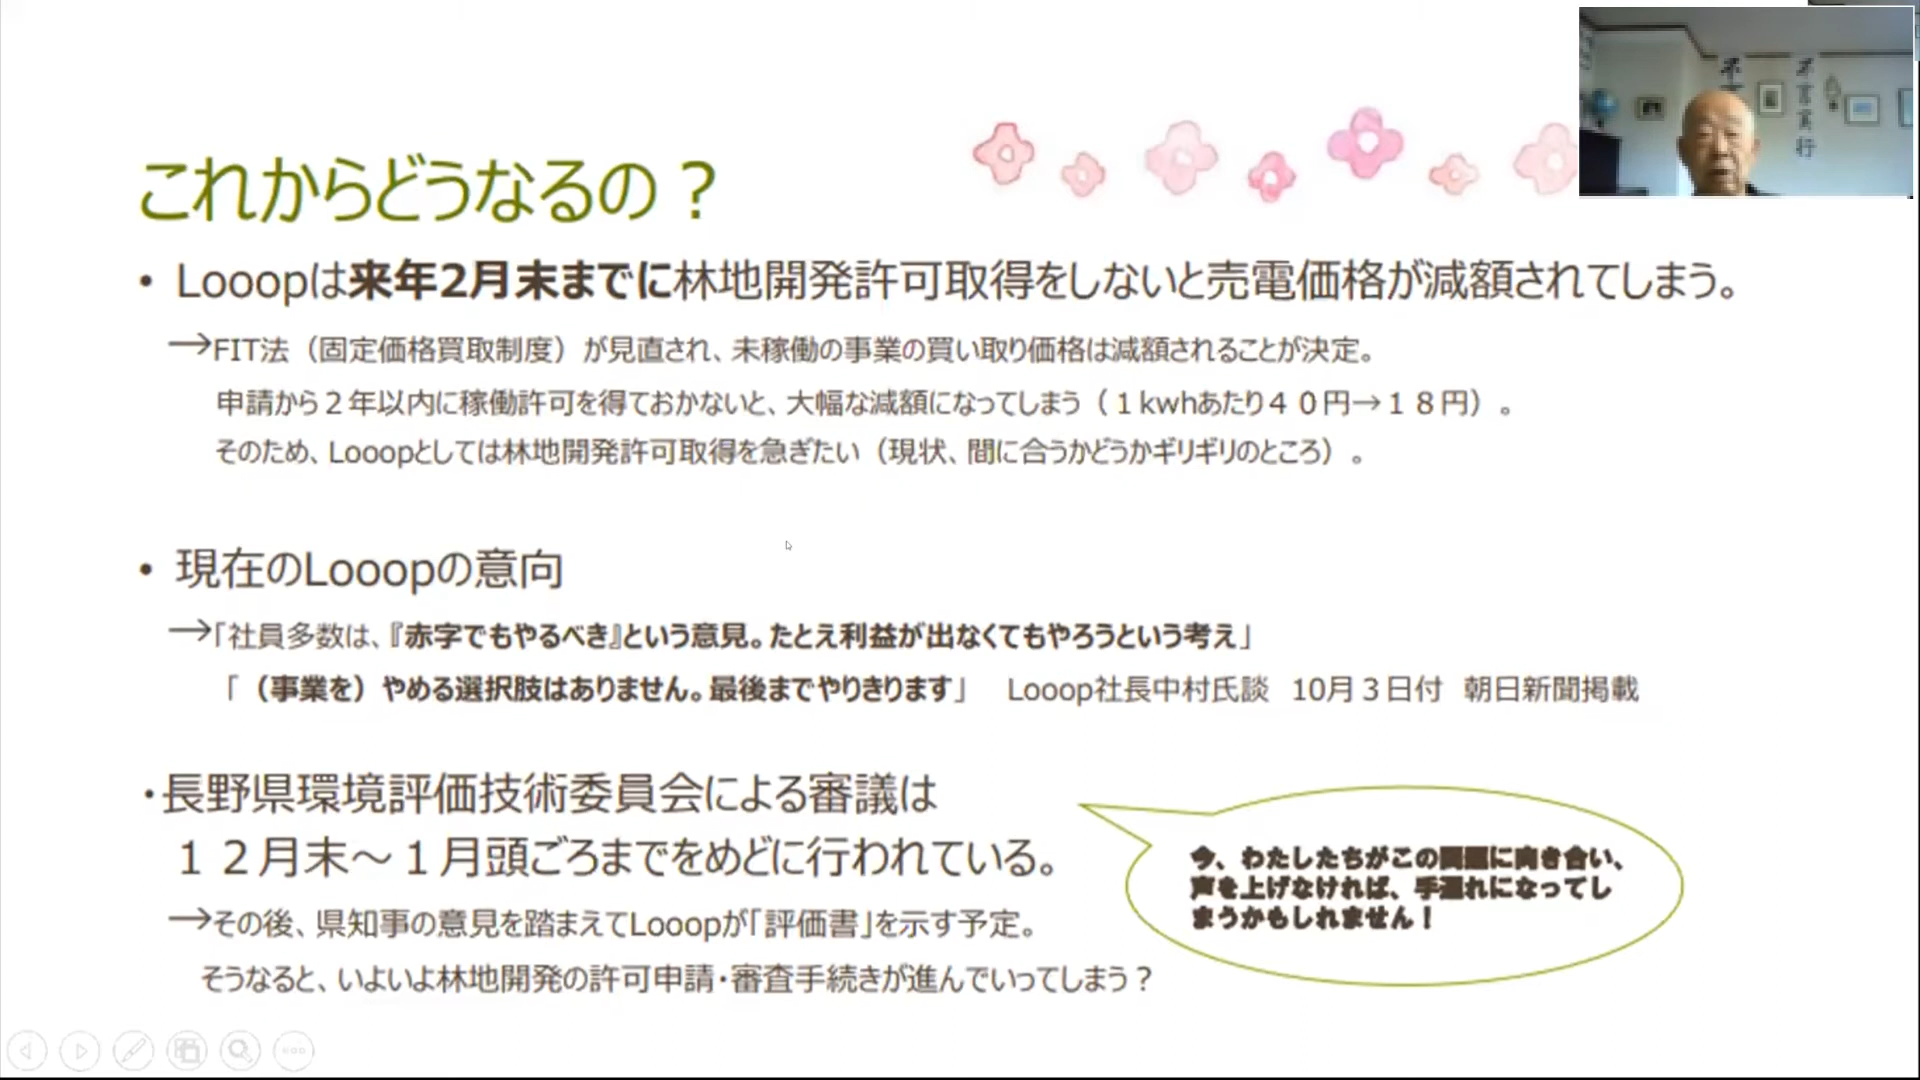 これからどうなるの？
• Looopは来年2月末までに林地開発許可取得をしないと売電価格が減額されてしまう。
→FIT法（固定価格買取制度）が見直され、未稼働の事業の買い取り価格は減額されることが決定。
申請から２年以内に稼働許可を得ておかないと、大幅な減額になってしまう（１kwhあたり４０円→１８円）。
そのため、Looopとしては林地開発許可取得を急ぎたい（現状、間に合うかどうかギリギリのところ）。
• 現在のLooopの意向
→「社員多数は、『赤字でもやるべき』という意見。たとえ利益が出なくてもやろうという考え」
「（事業を）やめる選択肢はありません。最後までやりきります」　Looop社長中村氏談　10月３日付　朝日新聞掲載
・長野県環境評価技術委員会による審議は
１２月末～１月頭ごろまでをめどに行われている。
→その後、県知事の意見を踏まえてLooopが「評価書」を示す予定。
そうなると、いよいよ林地開発の許可申請・審査手続きが進んでいってしまう？
今、わたしたちがこの問題に向き合い、
声を上げなければ、手遅れになってし
まうかもしれません！
不言実行